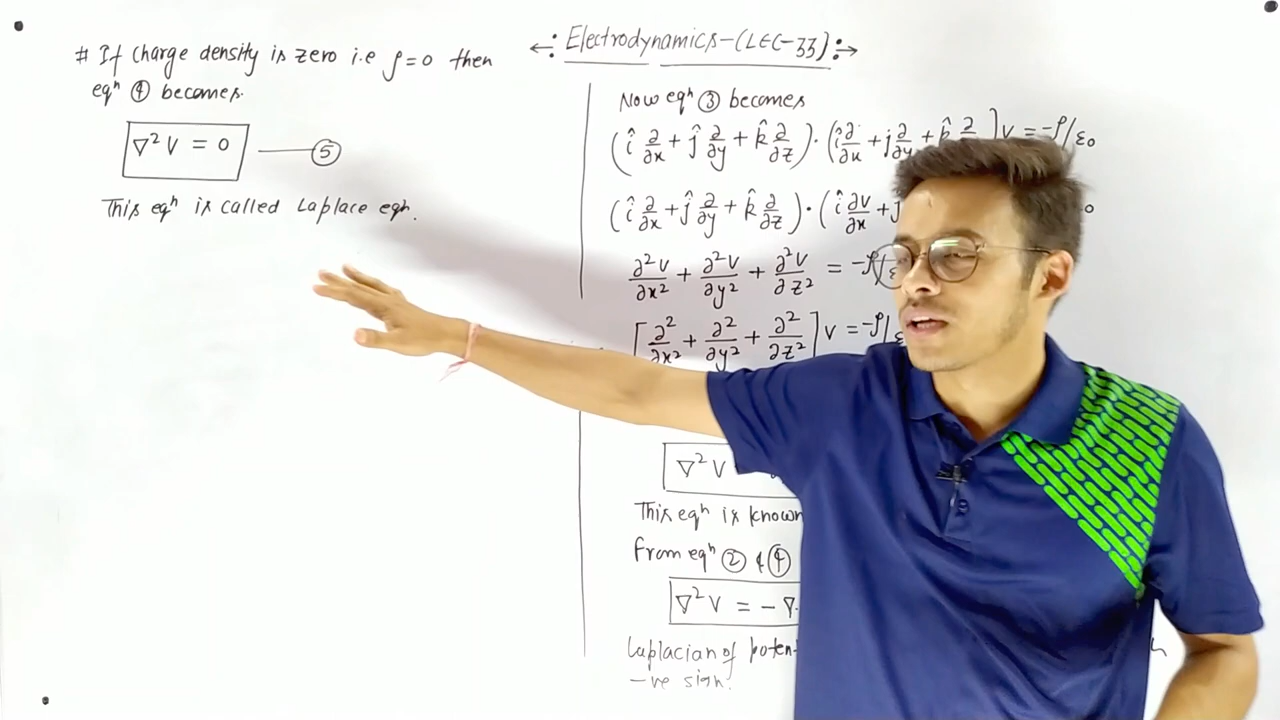 # If charge density is zero i.e ρ=0 then
eqⁿ ④ becomes.
∇²V = 0 ⑤
This eqⁿ is called Laplace eqⁿ.
Electrodynamics-(LEC-33)
Now eqⁿ ③ becomes
(î ∂/∂x + ĵ ∂/∂y + k̂ ∂/∂z)·(î ∂/∂x + j ∂/∂y + k̂ ∂/∂z]V = -ρ/ε₀
(î ∂/∂x + ĵ ∂/∂y + k̂ ∂/∂z)·(î ∂V/∂x +
∂²V/∂x² + ∂²V/∂y² + ∂²V/∂z² = -ρ/ε
[∂²/∂x² + ∂²/∂y² + ∂²/∂z²]V = -ρ/ε
∇²V
This eqⁿ is known
From eqⁿ ② & ④
∇²V = -∇.
Laplacian of poten
-ve sign.